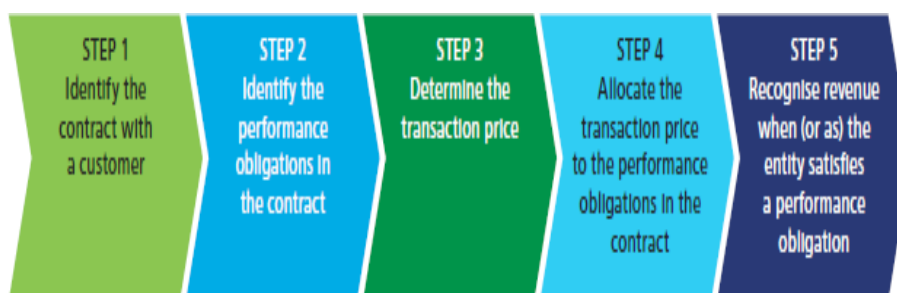 STEP 1
Identify the
contract with
a customer
STEP 2
Identify the
performance
obligations in
the contract
STEP 3
Determine the
transaction price
STEP 4
Allocate the
transaction price
to the performance
obligations in the
contract
STEP 5
Recognise revenue
when (or as) the
entity satisfies
a performance
obligation